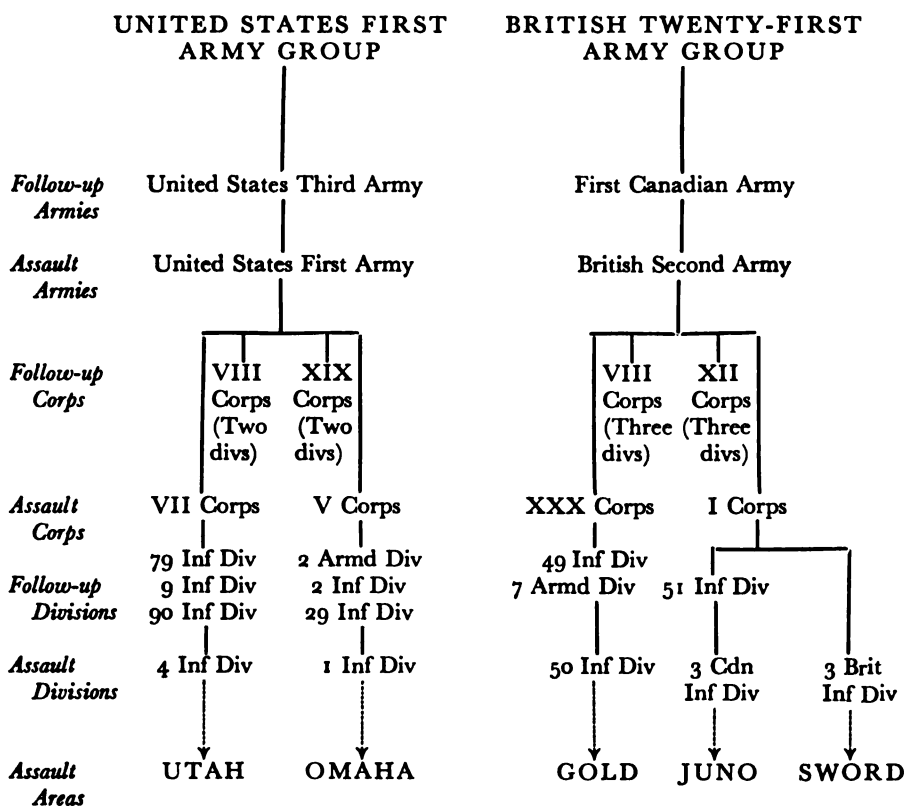 UNITED STATES FIRST
ARMY GROUP
BRITISH TWENTY-FIRST
ARMY GROUP
Follow-up
Armies
United States Third Army
First Canadian Army
Assault
Armies
United States First Army
British Second Army
Follow-up
Corps
VIII
Corps
(Two
divs)
XIX
Corps
(Two
divs)
VIII
Corps
(Three
divs)
XII
Corps
(Three
divs)
Assault
Corps
VII Corps
V Corps
XXX Corps
I Corps
Follow-up
Divisions
79 Inf Div
9 Inf Div
90 Inf Div
2 Armd Div
2 Inf Div
29 Inf Div
49 Inf Div
7 Armd Div
51 Inf Div
Assault
Divisions
4 Inf Div
1 Inf Div
50 Inf Div
3 Cdn
Inf Div
3 Brit
Inf Div
Assault
Areas
UTAH
OMAHA
GOLD
JUNO
SWORD